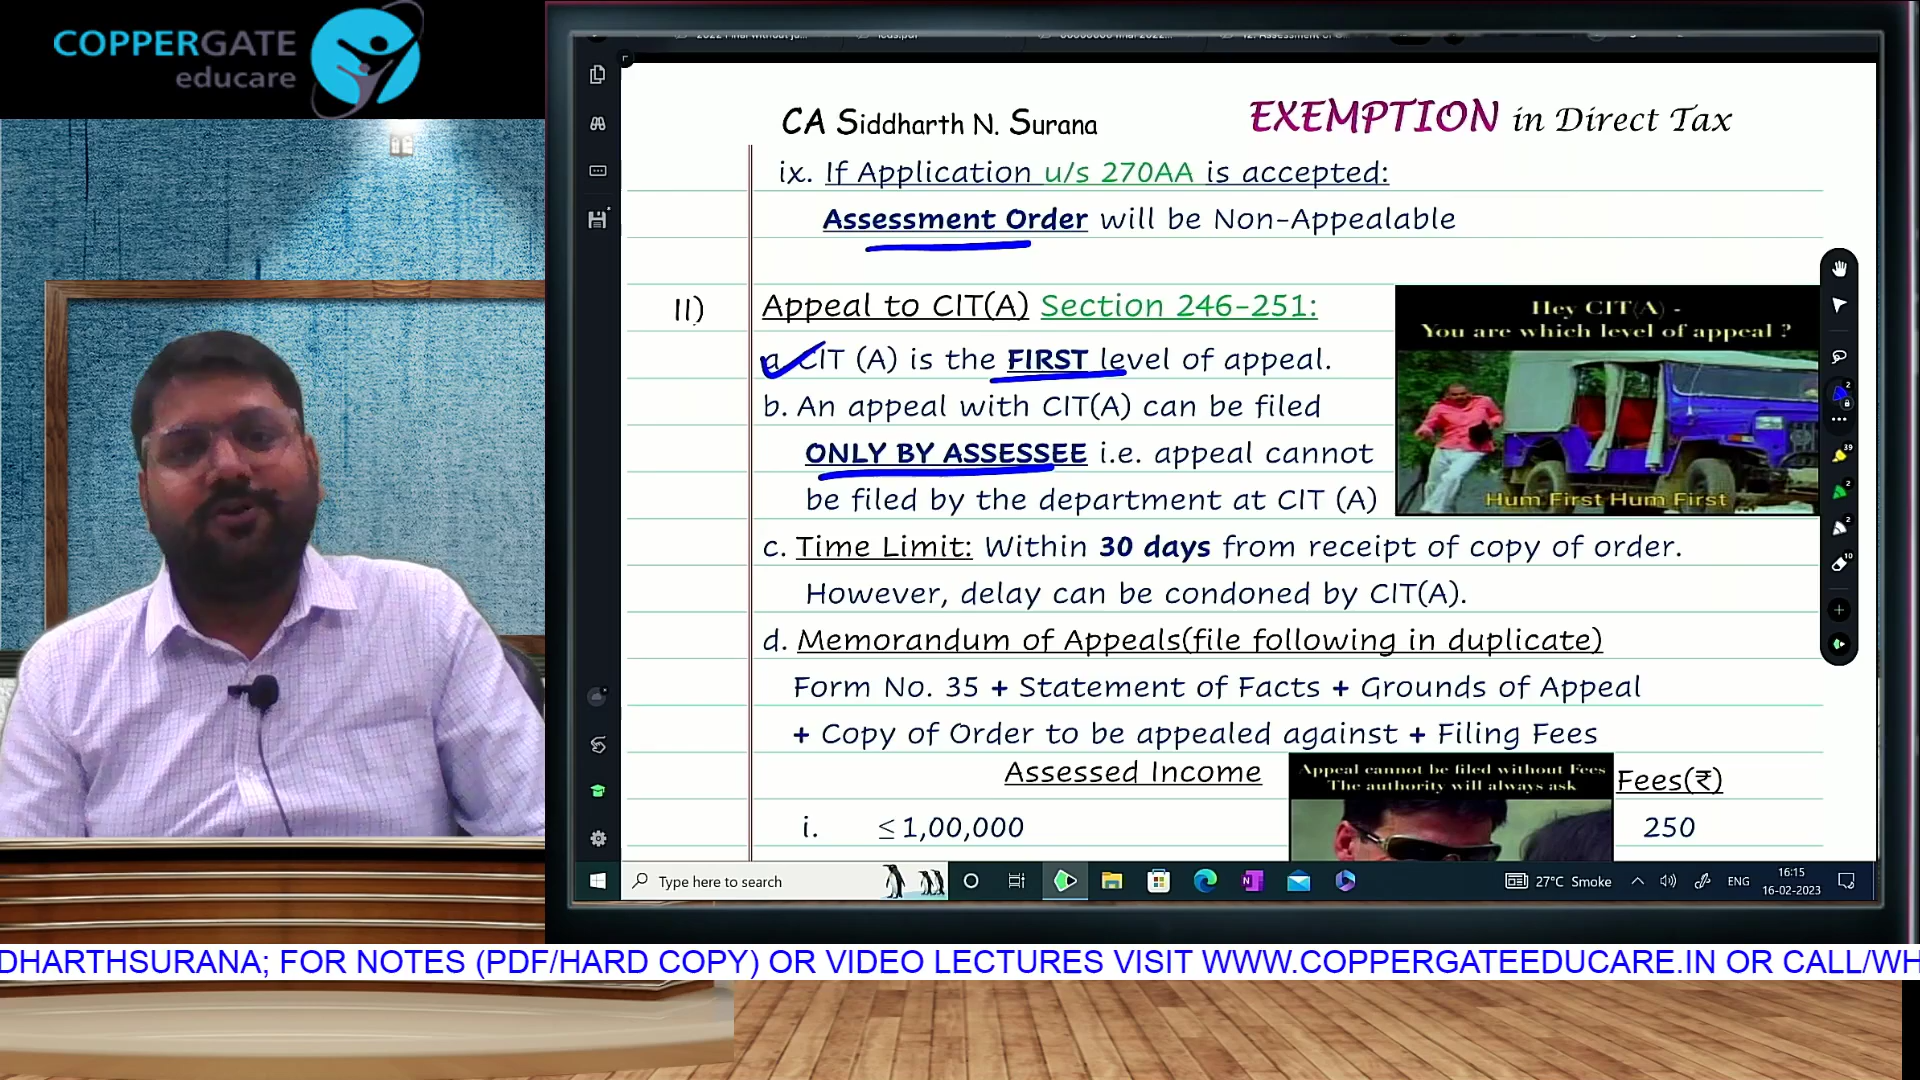 COPPERGATE
educare
CA Siddharth N. Surana
EXEMPTION in Direct Tax
ix. If Application u/s 270AA is accepted:
Assessment Order will be Non-Appealable
II) Appeal to CIT(A) Section 246-251:
a. CIT (A) is the FIRST level of appeal.
b. An appeal with CIT(A) can be filed
ONLY BY ASSESSEE i.e. appeal cannot
be filed by the department at CIT (A)
Hey CIT(A) -
You are which level of appeal ?
Hum First Hum First
c. Time Limit: Within 30 days from receipt of copy of order.
However, delay can be condoned by CIT(A).
d. Memorandum of Appeals(file following in duplicate)
Form No. 35 + Statement of Facts + Grounds of Appeal
+ Copy of Order to be appealed against + Filing Fees
Assessed Income
Appeal cannot be filed without Fees
The authority will always ask
Fees(₹)
i. ≤ 1,00,000 250
Type here to search
27°C Smoke
ENG
16:15
16-02-2023
DHARTHSURANA; FOR NOTES (PDF/HARD COPY) OR VIDEO LECTURES VISIT WWW.COPPERGATEEDUCARE.IN OR CALL/WH